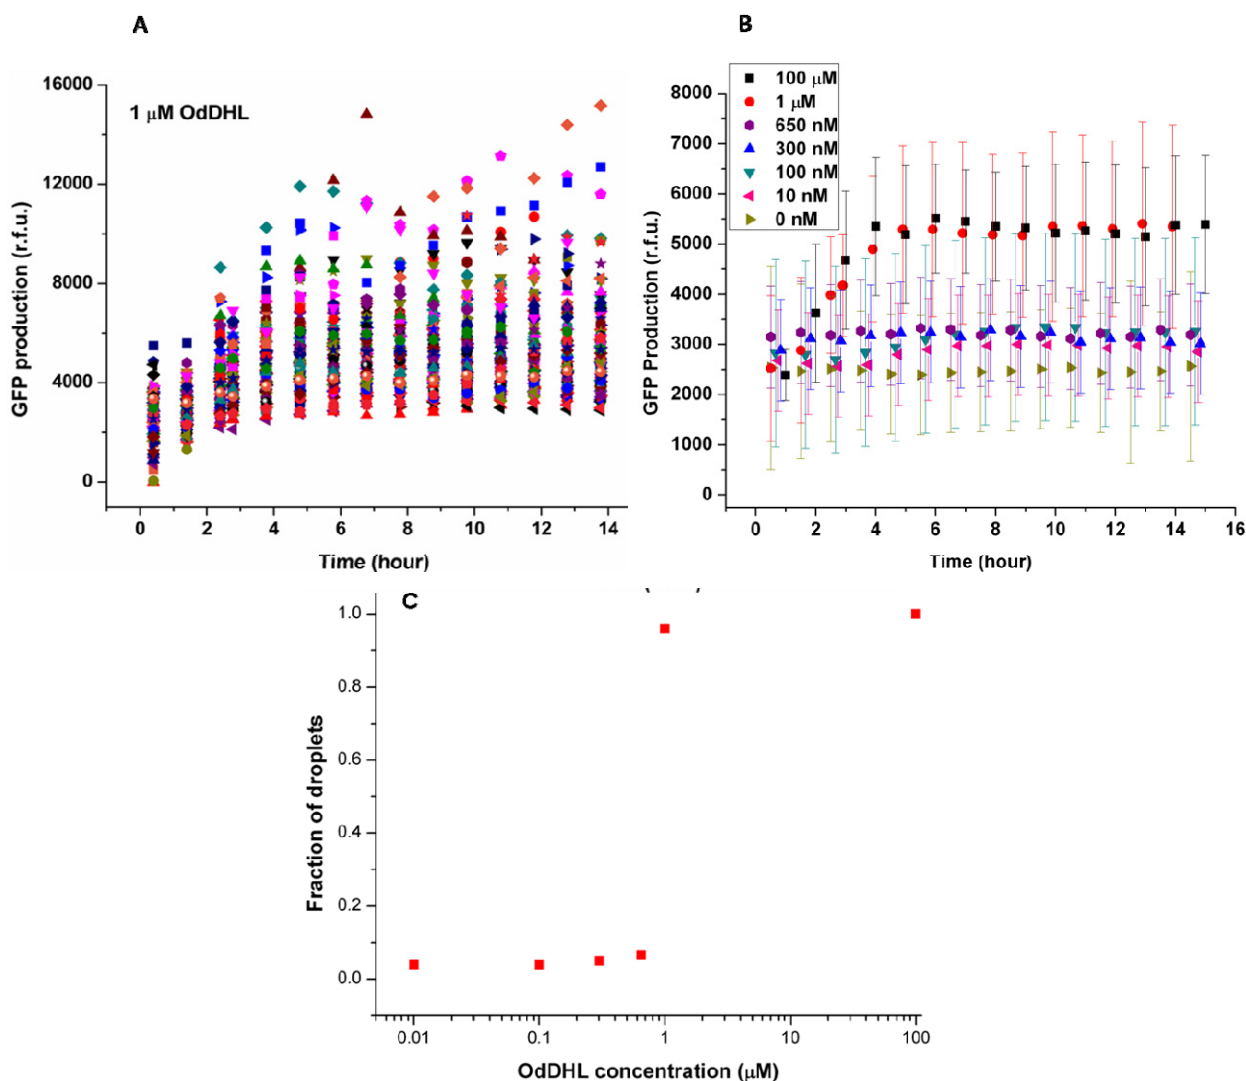 A
B
16000
12000
8000
4000
0
GFP production (r.f.u.)
1 μM OdDHL
0 2 4 6 8 10 12 14
Time (hour)
100 μM
1 μM
650 nM
300 nM
100 nM
10 nM
0 nM
8000
7000
6000
5000
4000
3000
2000
1000
0
GFP Production (r.f.u.)
0 2 4 6 8 10 12 14 16
Time (hour)
C
1.0
0.8
0.6
0.4
0.2
0.0
Fraction of droplets
0.01 0.1 1 10 100
OdDHL concentration (μM)